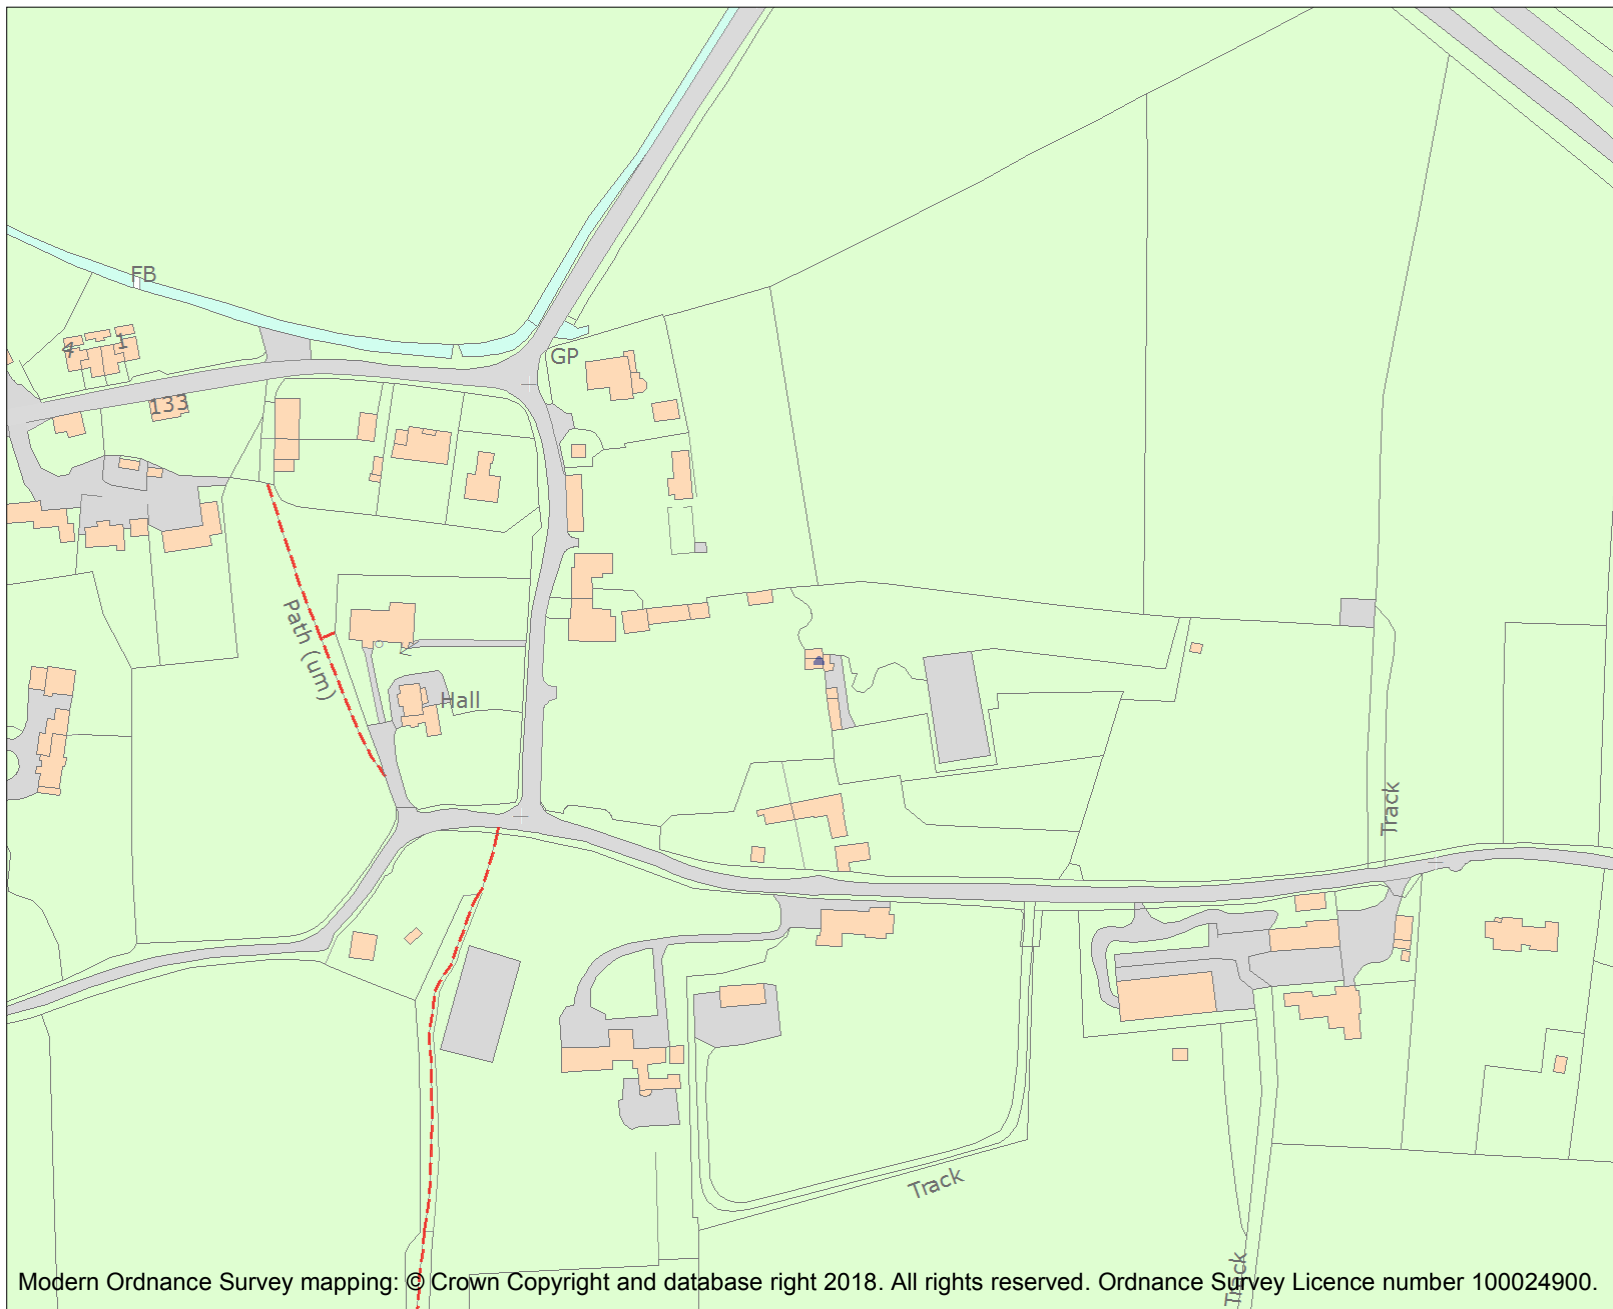 FB
4
1
GP
133
Path (um)
Hall
Track
Track
Track
Modern Ordnance Survey mapping: © Crown Copyright and database right 2018. All rights reserved. Ordnance Survey Licence number 100024900.